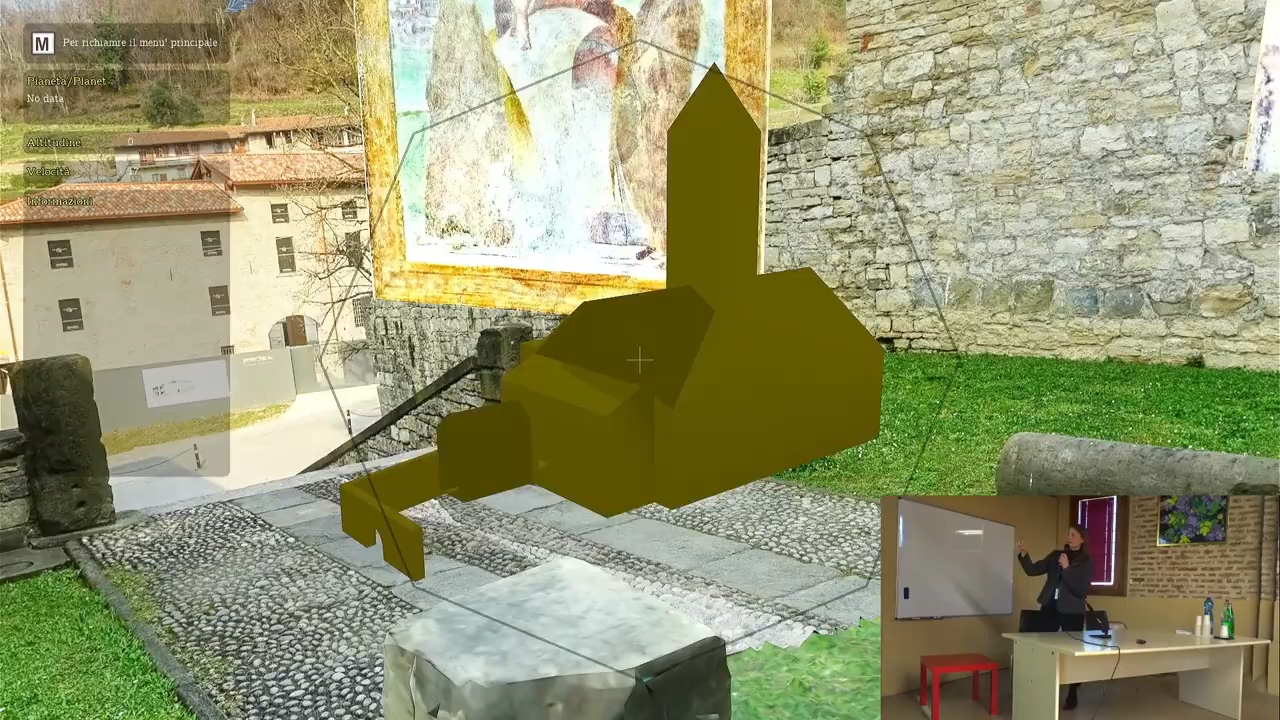 M Per richiamre il menu' principale
Pianeta/Planet
No data
Altitudine
Velocità
Informazioni